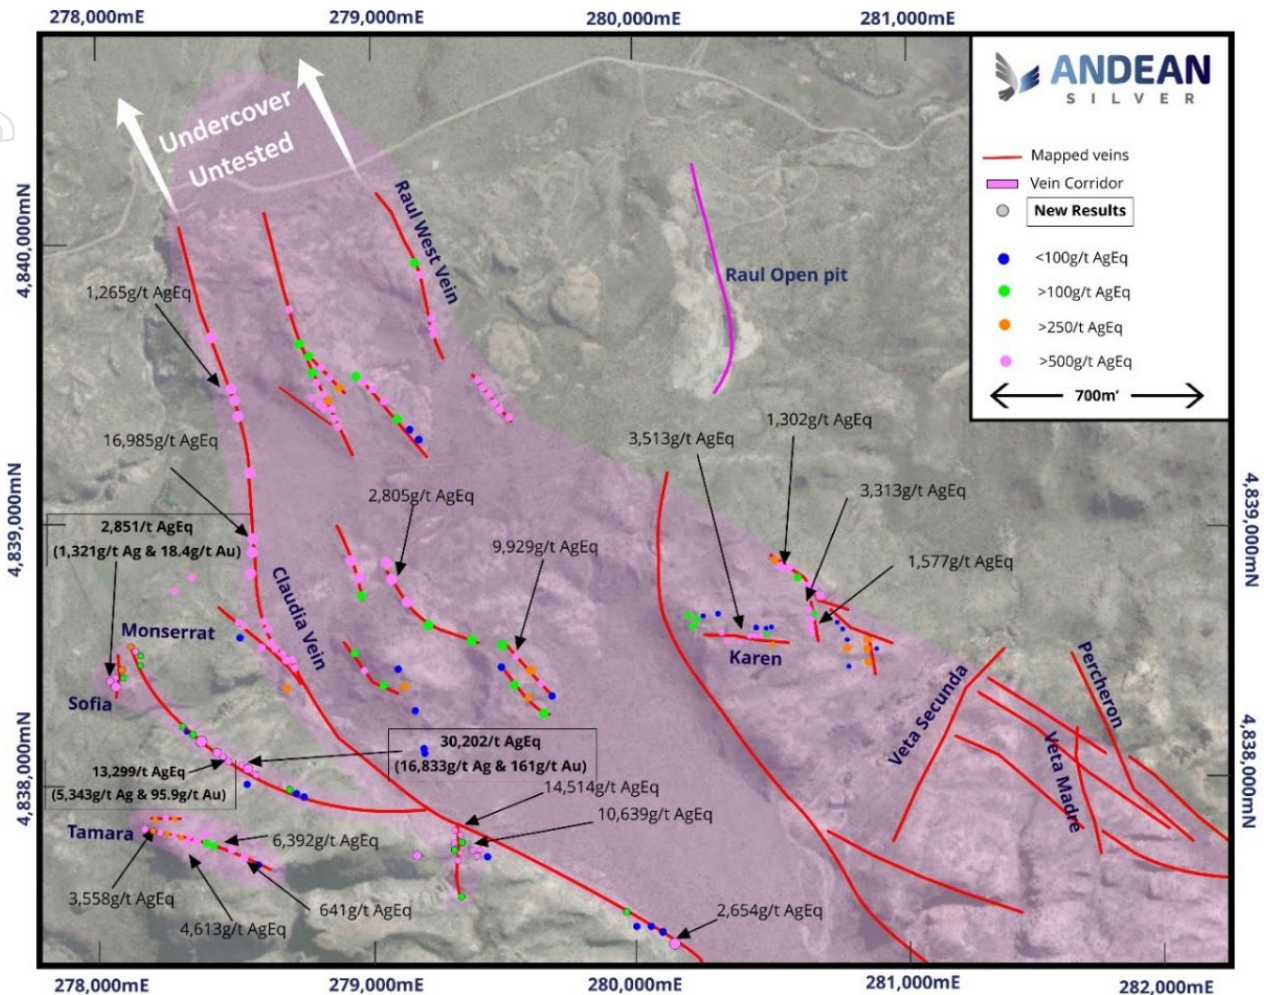 278,000mE
279,000mE
280,000mE
281,000mE
ANDEAN
SILVER
Mapped veins
Vein Corridor
New Results
<100g/t AgEq
>100g/t AgEq
>250/t AgEq
>500g/t AgEq
700m'
Undercover
Untested
Raul West Vein
Raul Open pit
4,840,000mN
1,265g/t AgEq
16,985g/t AgEq
2,805g/t AgEq
9,929g/t AgEq
3,513g/t AgEq
1,302g/t AgEq
3,313g/t AgEq
1,577g/t AgEq
4,839,000mN
4,839,000mN
2,851/t AgEq
(1,321g/t Ag & 18.4g/t Au)
Claudia Vein
Monserrat
Sofia
Karen
Veta Secunda
Percheron
Veta Madre
4,838,000mN
4,838,000mN
30,202/t AgEq
(16,833g/t Ag & 161g/t Au)
13,299/t AgEq
(5,343g/t Ag & 95.9g/t Au)
14,514g/t AgEq
10,639g/t AgEq
Tamara
6,392g/t AgEq
3,558g/t AgEq
641g/t AgEq
4,613g/t AgEq
2,654g/t AgEq
278,000mE
279,000mE
280,000mE
281,000mE
282,000mE